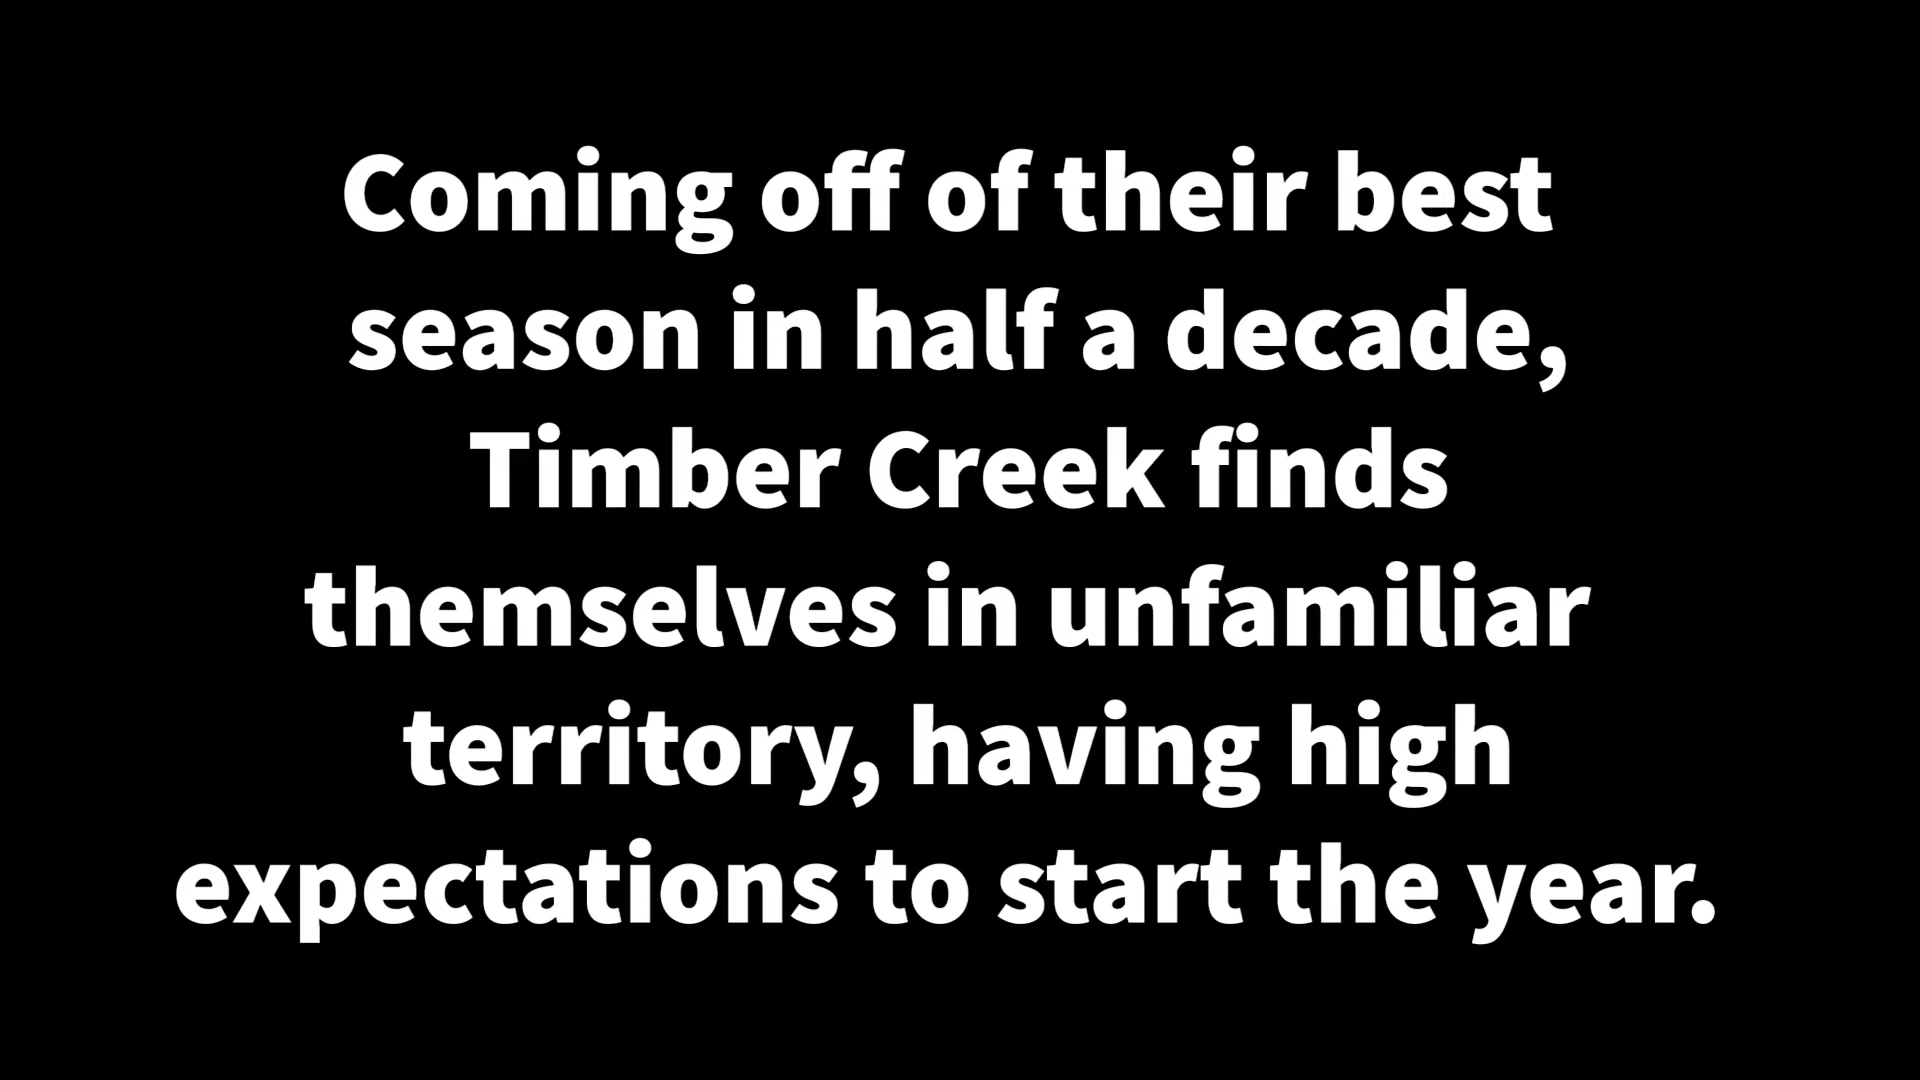 Coming off of their best
season in half a decade,
Timber Creek finds
themselves in unfamiliar
territory, having high
expectations to start the year.